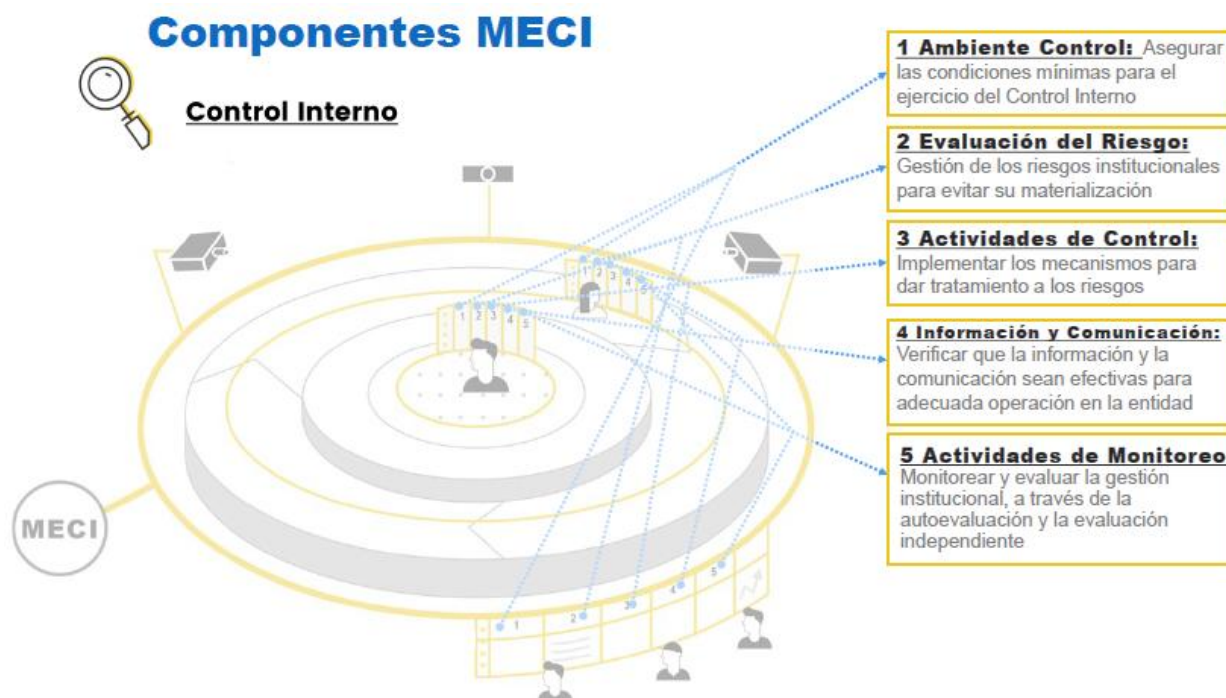 Componentes MECI
Control Interno
1 Ambiente Control: Asegurar
las condiciones mínimas para el
ejercicio del Control Interno
2 Evaluación del Riesgo:
Gestión de los riesgos institucionales
para evitar su materialización
3 Actividades de Control:
Implementar los mecanismos para
dar tratamiento a los riesgos
4 Información y Comunicación:
Verificar que la información y la
comunicación sean efectivas para
adecuada operación en la entidad
5 Actividades de Monitoreo
Monitorear y evaluar la gestión
institucional, a través de la
autoevaluación y la evaluación
independiente
1 2 3 4 5
1 2 3 4 5
MECI
1 2 3 4 5